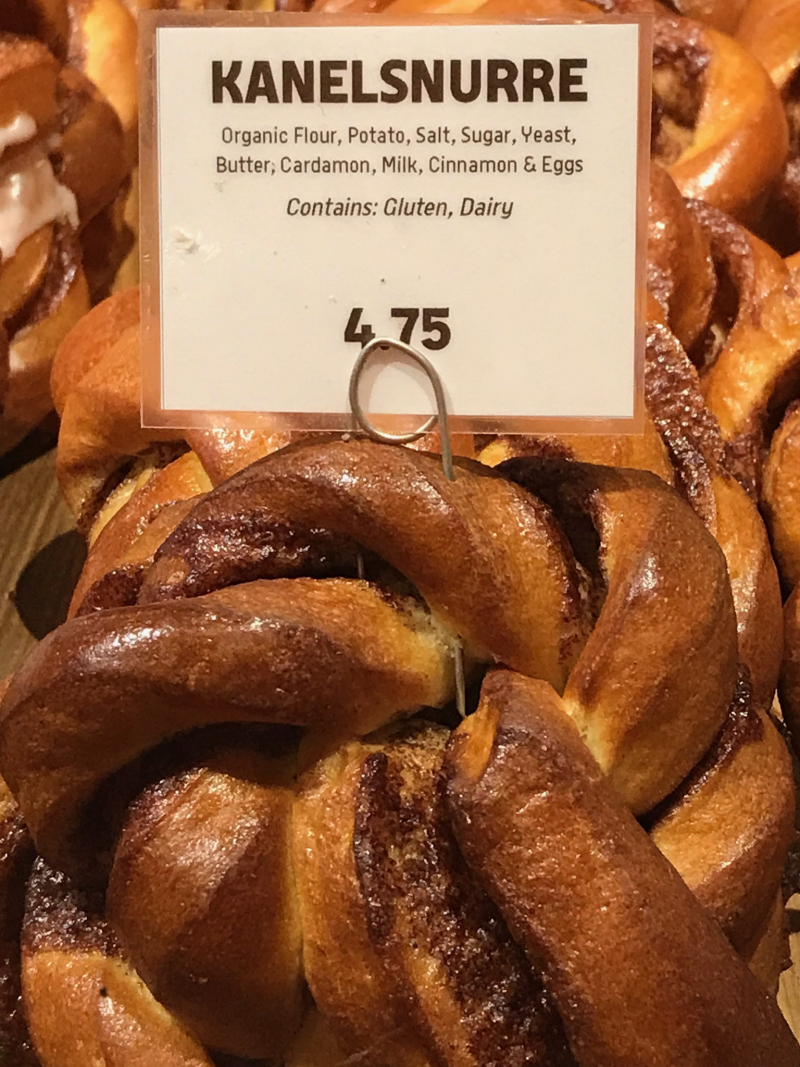 KANELSNURRE
Organic Flour, Potato, Salt, Sugar, Yeast,
Butter, Cardamon, Milk, Cinnamon & Eggs
Contains: Gluten, Dairy
4.75